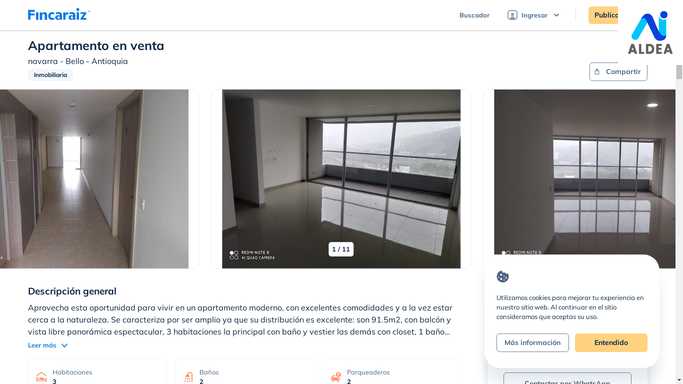 Fincaraiz
Buscador
Ingresar
ALDEA
Apartamento en venta
navarra - Bello - Antioquia
Inmobiliaria
Compartir
REDMI NOTE 8
AI QUAD CAMERA
1 / 11
REDMI NOTE 8
Descripción general
Aprovecha esta oportunidad para vivir en un apartamento moderno, con excelentes comodidades y a la vez estar
cerca a la naturaleza. Se caracteriza por ser amplio ya que su distribución es excelente: son 91.5m2, con balcón y
vista libre panorámica espectacular, 3 habitaciones la principal con baño y vestier las demás con closet, 1 baño...
Leer más
Habitaciones
3
Baños
2
Parqueaderos
2
Utilizamos cookies para mejorar tu experiencia en
nuestro sitio web. Al continuar en el sitio
consideramos que aceptas su uso.
Más información
Entendido
Contactar por WhatsApp